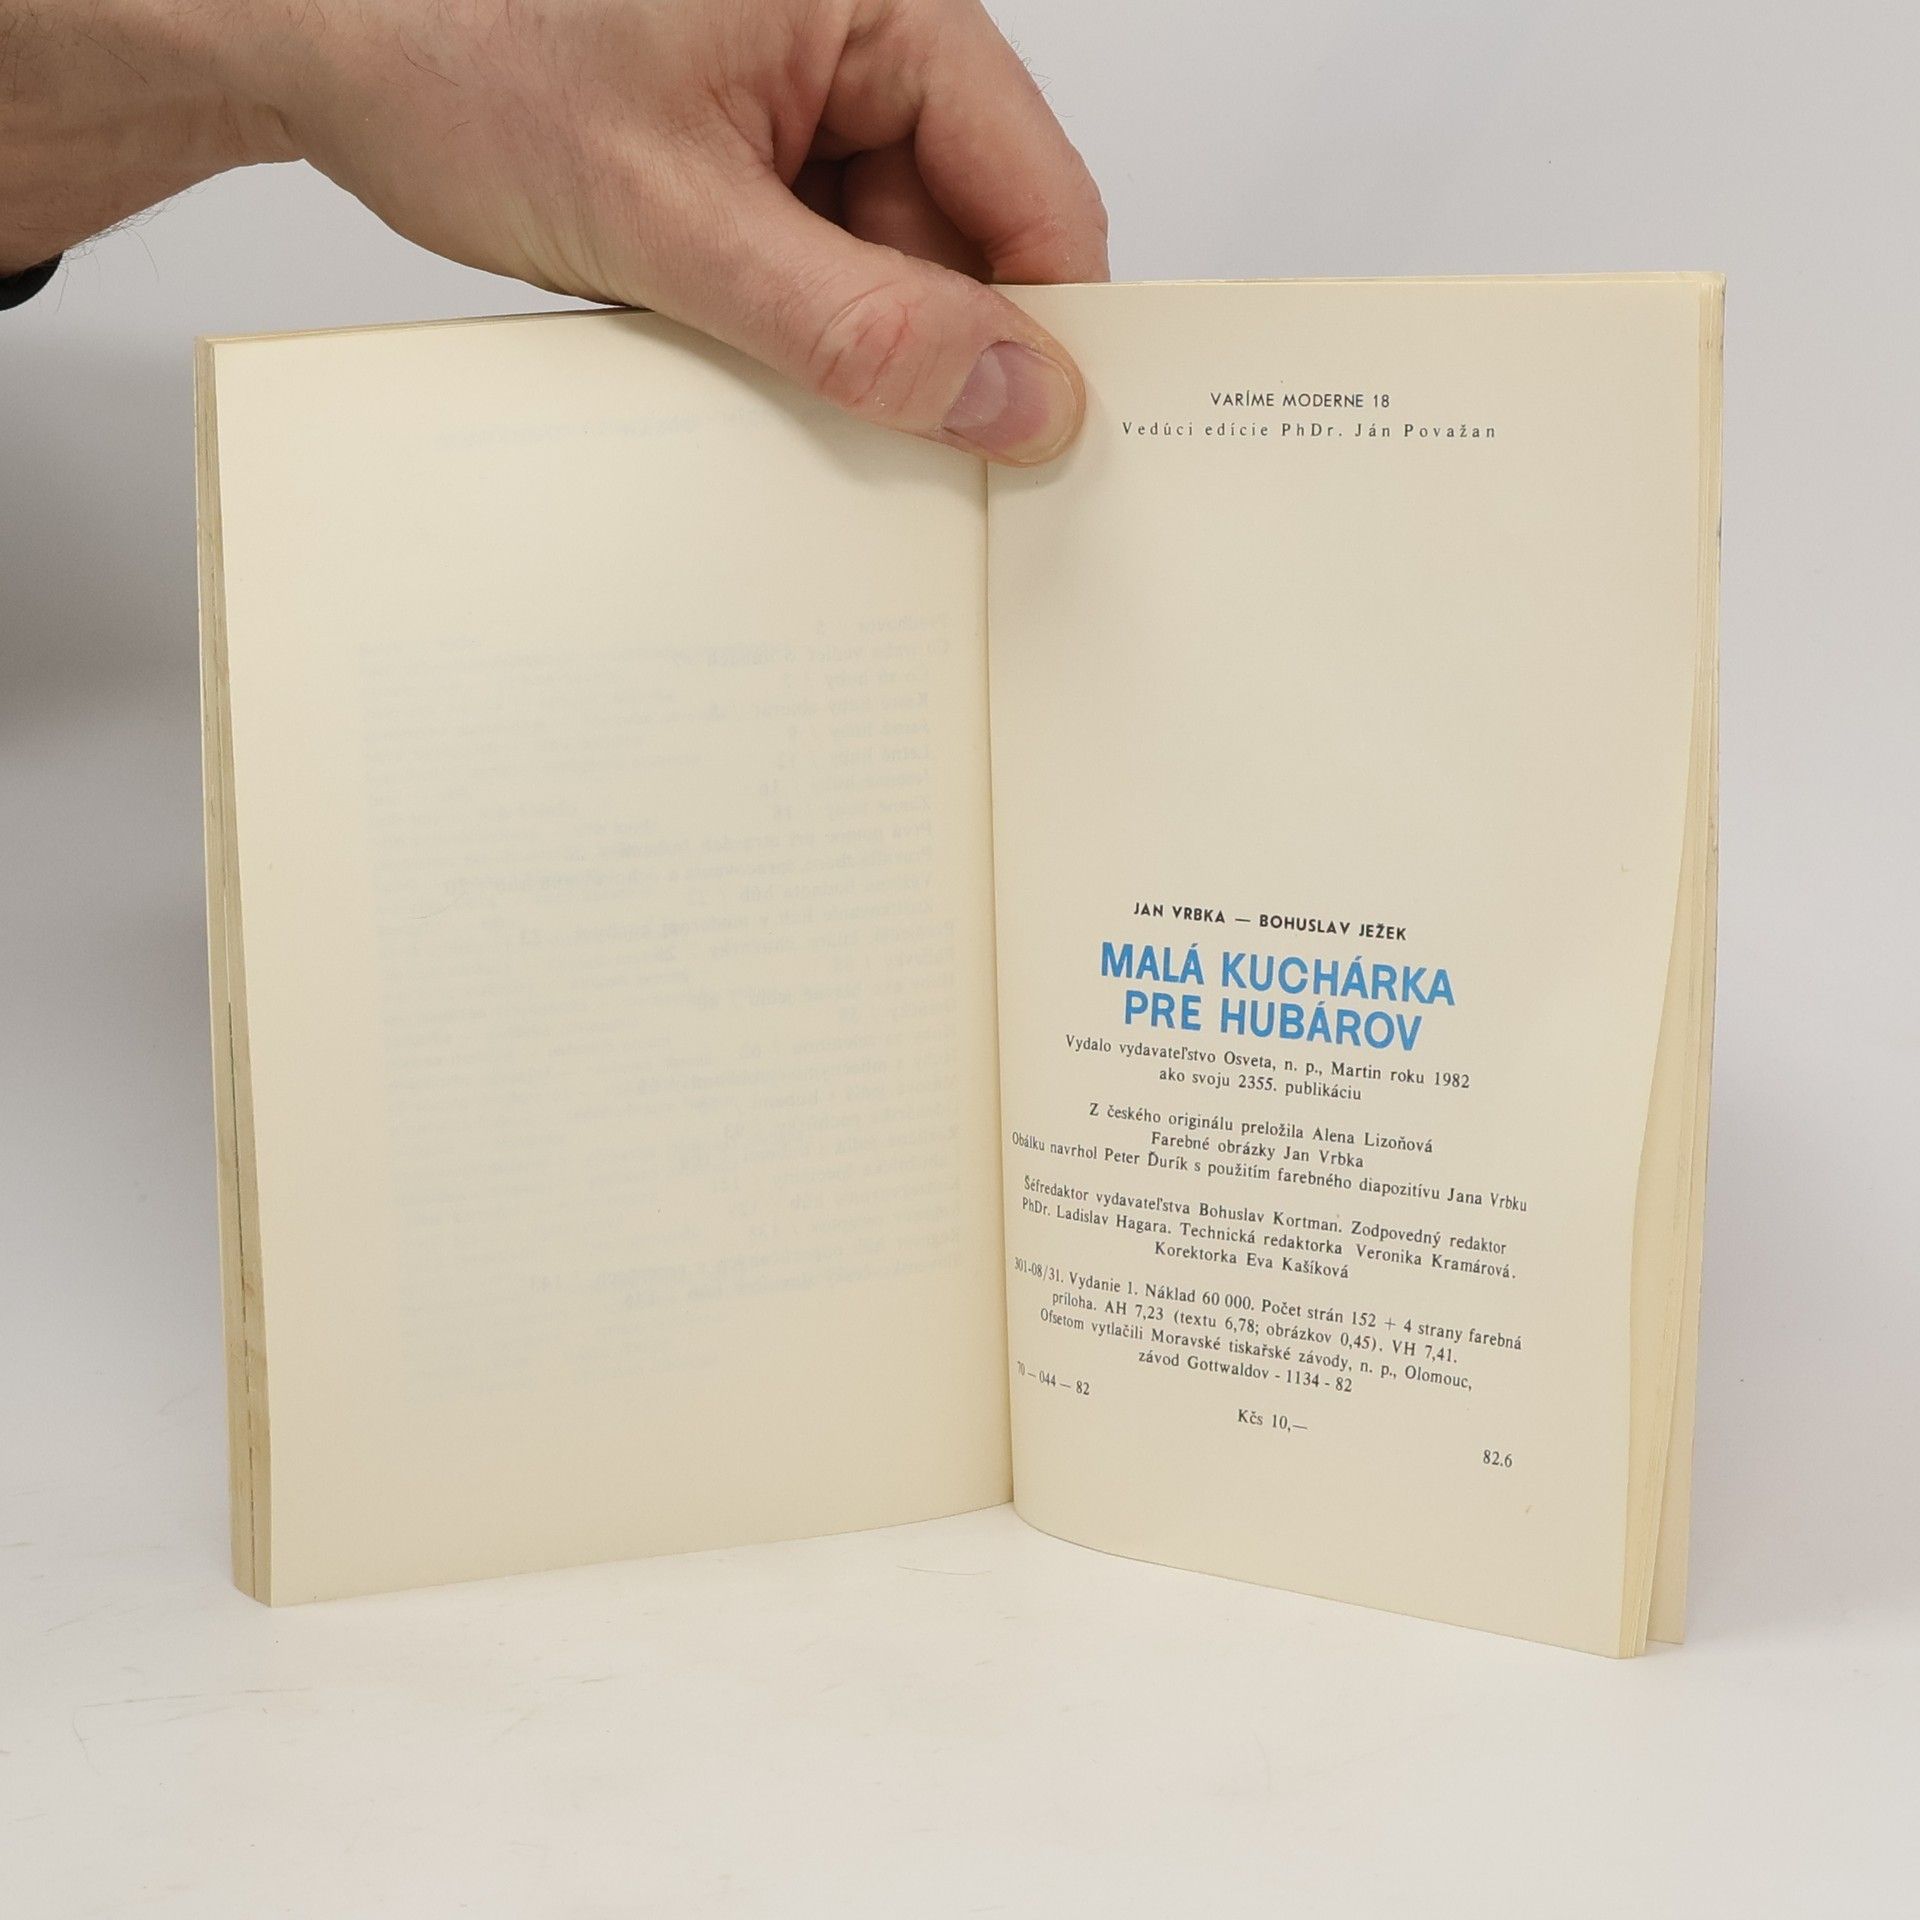 VARÍME MODERNE 18
Vedúci edície PhDr. Ján Považan
JAN VRBKA — BOHUSLAV JEŽEK
MALÁ KUCHÁRKA
PRE HUBÁROV
Vydalo vydavateľstvo Osveta, n. p., Martin roku 1982
ako svoju 2355. publikáciu
Z českého originálu preložila Alena Lizoňová
Farebné obrázky Jan Vrbka
Obálku navrhol Peter Ďurík s použitím farebného diapozitívu Jana Vrbku
Šéfredaktor vydavateľstva Bohuslav Kortman. Zodpovedný redaktor
PhDr. Ladislav Hagara. Technická redaktorka Veronika Kramárová.
Korektorka Eva Kašíková
301-08/31. Vydanie 1. Náklad 60 000. Počet strán 152 + 4 strany farebná
príloha. AH 7,23 (textu 6,78; obrázkov 0,45). VH 7,41.
Ofsetom vytlačili Moravské tiskařské závody, n. p., Olomouc,
závod Gottwaldov - 1134 - 82
70 — 044 — 82
Kčs 10,—
82.6